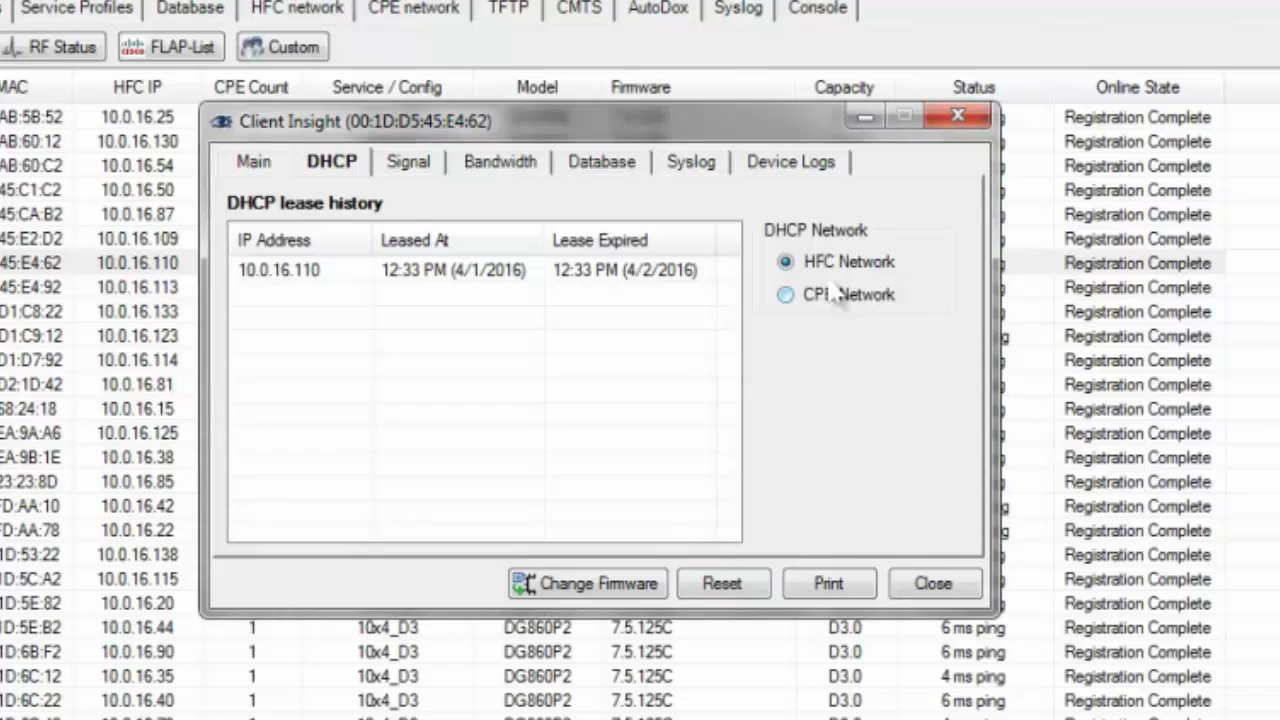 Service Profiles Database HFC network CPE network TFTP CMTS AutoDox Syslog Console
RF Status FLAP-List Custom
MAC HFC IP CPE Count Service / Config Model Firmware Capacity Status Online State
AB:5B:52 10.0.16.25 Registration Complete
AB:60:12 10.0.16.130 Registration Complete
AB:60:C2 10.0.16.54 Registration Complete
45:C1:C2 10.0.16.50 Registration Complete
45:CA:B2 10.0.16.87 Registration Complete
45:E2:D2 10.0.16.109 Registration Complete
45:E4:62 10.0.16.110 Registration Complete
45:E4:92 10.0.16.113 Registration Complete
D1:C8:22 10.0.16.133 Registration Complete
D1:C9:12 10.0.16.123 Registration Complete
D1:D7:92 10.0.16.114 Registration Complete
D2:1D:42 10.0.16.81 Registration Complete
68:24:18 10.0.16.15 Registration Complete
EA:9A:A6 10.0.16.125 Registration Complete
EA:9B:1E 10.0.16.38 Registration Complete
23:23:8D 10.0.16.85 Registration Complete
FD:AA:10 10.0.16.42 Registration Complete
FD:AA:78 10.0.16.22 Registration Complete
1D:53:22 10.0.16.138 Registration Complete
1D:5C:A2 10.0.16.115 Registration Complete
1D:5E:82 10.0.16.20 Registration Complete
1D:5E:B2 10.0.16.44 1 10x4_D3 DG860P2 7.5.125C D3.0 6 ms ping Registration Complete
1D:6B:F2 10.0.16.90 1 10x4_D3 DG860P2 7.5.125C D3.0 6 ms ping Registration Complete
1D:6C:12 10.0.16.35 1 10x4_D3 DG860P2 7.5.125C D3.0 4 ms ping Registration Complete
1D:6C:22 10.0.16.40 1 10x4_D3 DG860P2 7.5.125C D3.0 6 ms ping Registration Complete
Client Insight (00:1D:D5:45:E4:62)
Main DHCP Signal Bandwidth Database Syslog Device Logs
DHCP lease history
IP Address Leased At Lease Expired
10.0.16.110 12:33 PM (4/1/2016) 12:33 PM (4/2/2016)
DHCP Network
HFC Network
CPE Network
Change Firmware Reset Print Close